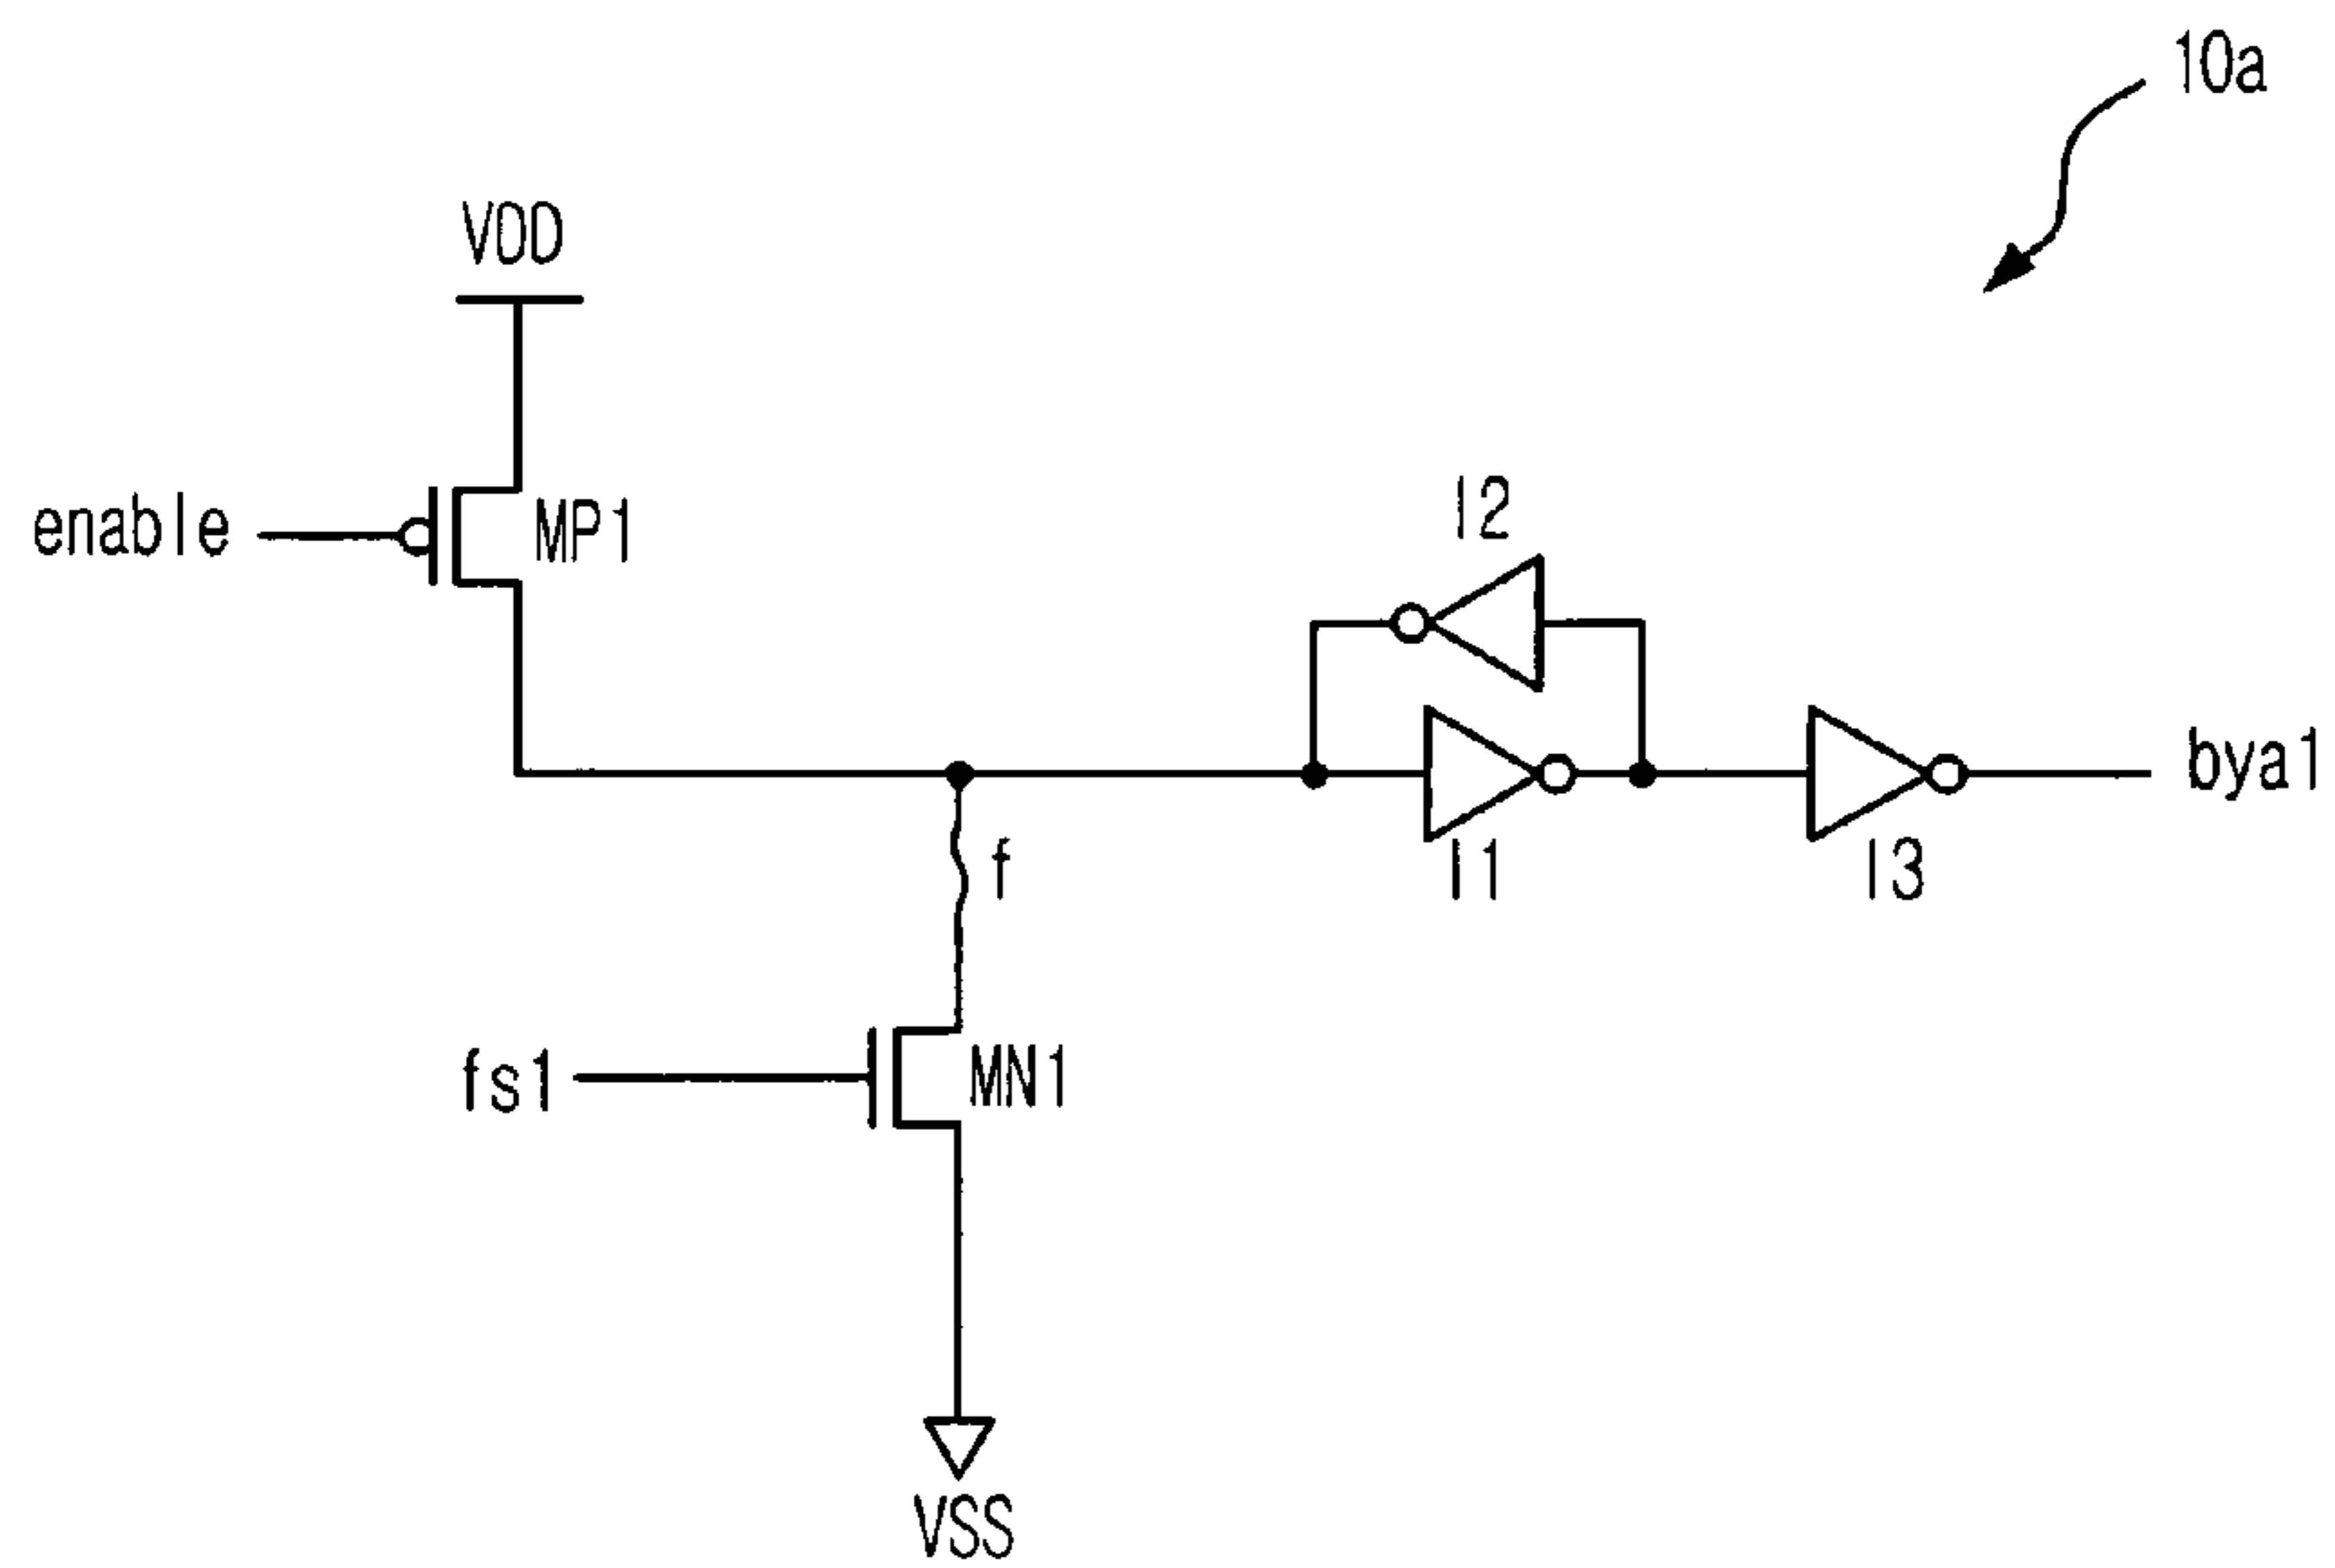 10a
VDD
enable
MP1
I2
bya1
f
I1
I3
fs1
MN1
VSS